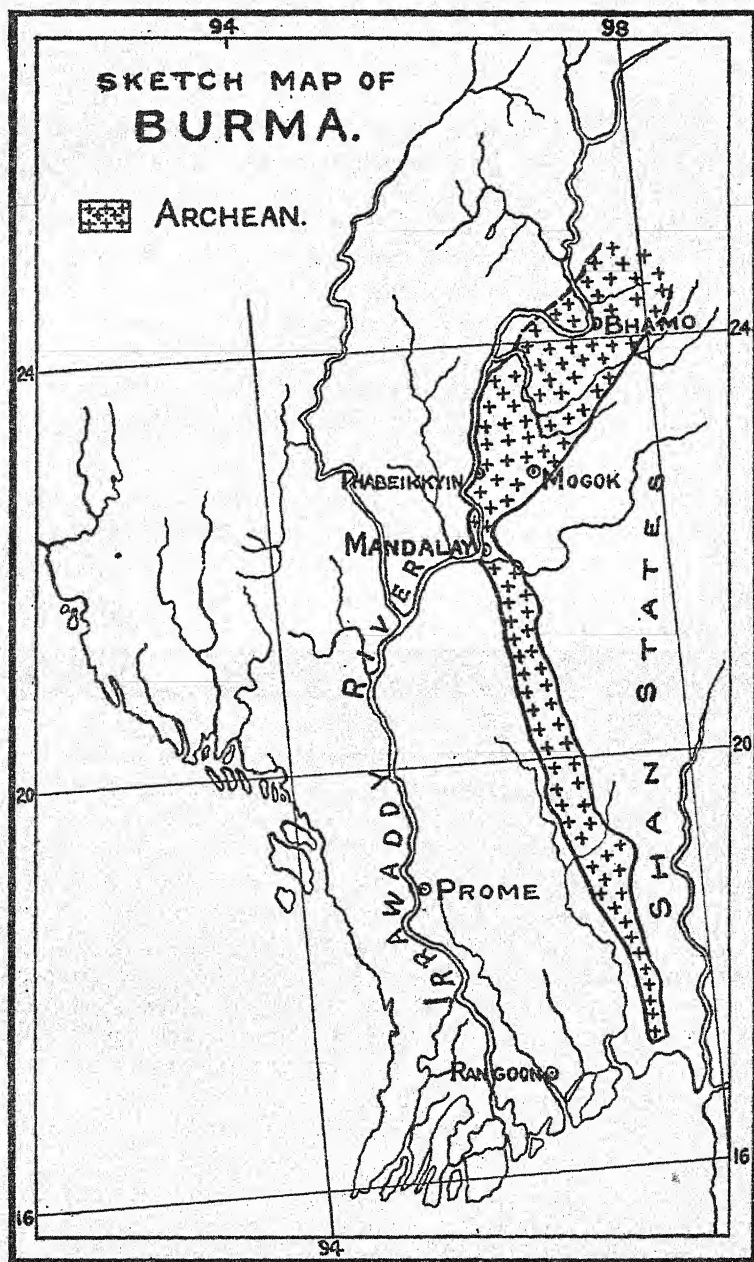 94
98
SKETCH MAP OF
BURMA.
ARCHEAN.
24
24
BHAMO
THABEIKKYIN
MOGOK
MANDALAY
IRRAWADDY RIVER
SHAN STATES
20
20
PROME
RANGOON
16
16
94